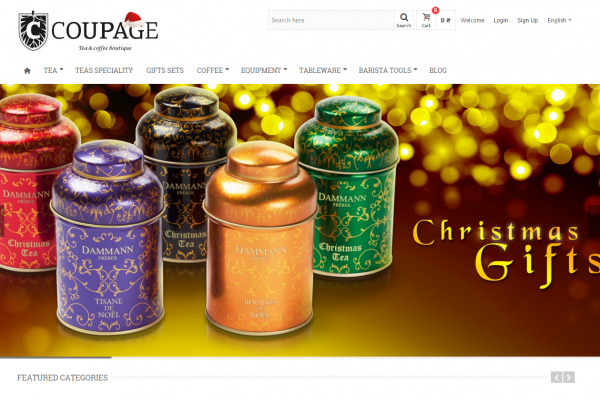 COUPAGE
Tea & coffee boutique
Search here
Search
0
Cart
0 ₴
Welcome
Login
Sign Up
English
TEA
TEAS SPECIALITY
GIFTS SETS
COFFEE
EQUIPMENT
TABLEWARE
BARISTA TOOLS
BLOG
DAMMANN
FRÈRES
Christmas
Tea
DAMMANN
FRÈRES
TISANE
DE
NOËL
DAMMANN
Christmas
Tea
DAMMANN
FRÈRES
BOURBON
DE
NOËL
DAMMANN
FRÈRES
Christmas
Tea
Christmas
Gifts
FEATURED CATEGORIES